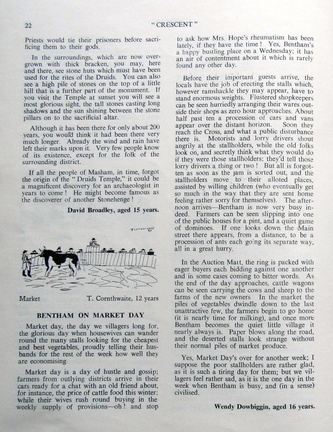 22
"CRESCENT"
Priests would tie their prisoners before sacri-
ficing them to their gods.
In the surroundings, which are now over-
grown with thick bracken, you may, here
and there, see stone huts which must have been
used for the rites of the Druids. You can also
see a high pile of stones on the top of a little
hill that is a further part of the monument. If
you visit the Temple at sunset you will see a
most glorious sight, the tall stones casting long
shadows and the sun shining between the stone
pillars on to the sacrificial altar.
Although it has been there for only about 200
years, you would think it had been there very
much longer. Already the wind and rain have
left their marks upon it. Very few people know
of its existence, except for the folk of the
surrounding district.
If all the people of Masham, in time, forgot
the origin of the "Druids Temple," it could be
a magnificent discovery for an archaeologist in
years to come! He might become famous as
the discoverer of another Stonehenge!
David Broadley, aged 15 years.
Market
T. Cornthwaite, 12 years
BENTHAM ON MARKET DAY
Market day, the day we villagers long for,
the glorious day when housewives can wander
round the many stalls looking for the cheapest
and best vegetables, proudly telling their hus-
bands for the rest of the week how well they
are economising.
Market day is a day of hustle and gossip;
farmers from outlying districts arrive in their
cars ready for a chat with an old friend about,
for instance, the price of cattle food this winter;
while their wives rush round buying in the
weekly supply of provisions—oh! and stop
to ask how Mrs. Hope's rheumatism has been
lately, if they have the time! Yes, Bentham's
a happy bustling place on a Wednesday; it has
an air of contentment about it which is rarely
found any other day.
Before their important guests arrive, the
locals have the job of erecting the stalls which,
however ramshackle they may appear, have to
stand enormous weights. Flustered shopkeepers
can be seen hurriedly arranging their wares out-
side their shops as zero hour approaches. About
half past ten a procession of cars and vans
appear over the distant horizon. Soon they
reach the Cross, and what a public disturbance
there is. Motorists and lorry drivers shout
angrily at the stallholders, while the old folks
look on, and secretly think what they would do
if they were those stallholders; they'd tell those
lorry drivers a thing or two! But all is forgot-
ten as soon as the jam is sorted out, and the
stallholders move to their alloted places,
assisted by willing children (who eventually get
so much in the way that they are sent home
feeling rather sorry for themselves). The after-
noon arrives—Bentham is now very busy in-
deed. Farmers can be seen slipping into one
of the public houses for a pint, and a quiet game
of dominoes. If one looks down the Main
street there appears, from a distance, to be a
procession of ants each going its separate way,
all in a great hurry.
In the Auction Mart, the ring is packed with
eager buyers each bidding against one another
and in some cases coming to bitter words. As
the end of the day approaches, cattle wagons
can be seen carrying the cows and sheep to the
farms of the new owners. In the market the
piles of vegetables dwindle down to the last
unattractive few, the farmers begin to go home
(it is nearly time for milking), and once more
Bentham becomes the quiet little village it
nearly always is. Paper blows along the road,
and the deserted stalls look strange without
their normal piles of market produce.
Yes, Market Day's over for another week; I
suppose the poor stallholders are rather glad,
as it is such a tiring day for them; but we vil-
lagers feel rather sad, as it is the one day in the
week when Bentham is busy, and (in a sense)
civilised.
Wendy Dowbiggin, aged 16 years.